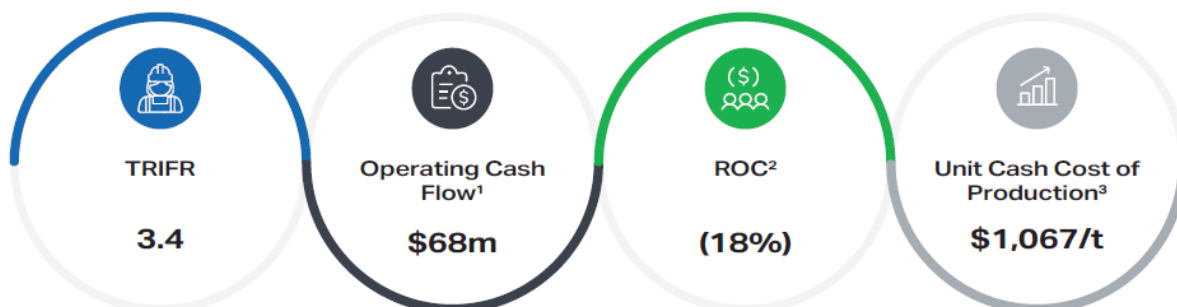 TRIFR
3.4
Operating Cash
Flow¹
$68m
($)
ROC²
(18%)
Unit Cash Cost of
Production³
$1,067/t